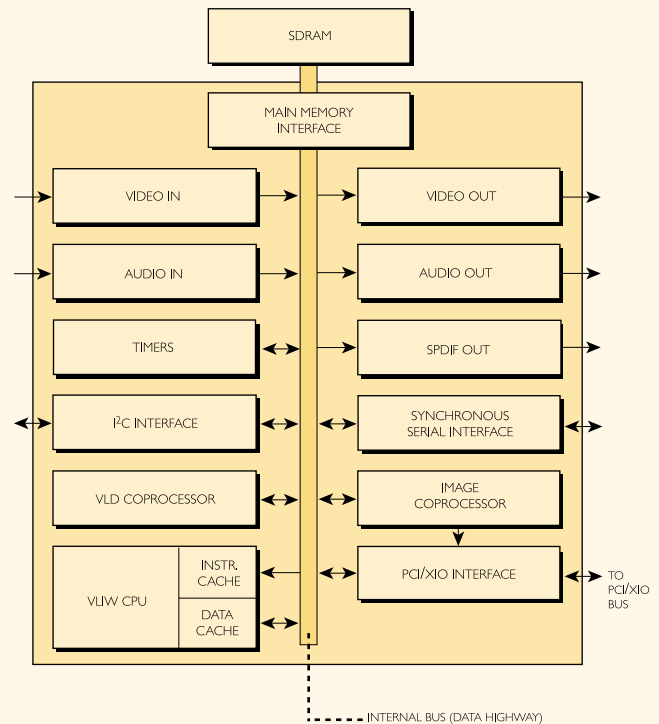 SDRAM
MAIN MEMORY
INTERFACE
VIDEO IN
VIDEO OUT
AUDIO IN
AUDIO OUT
TIMERS
SPDIF OUT
I²C INTERFACE
SYNCHRONOUS
SERIAL INTERFACE
VLD COPROCESSOR
IMAGE
COPROCESSOR
VLIW CPU
INSTR.
CACHE
DATA
CACHE
PCI/XIO INTERFACE
TO
PCI/XIO
BUS
INTERNAL BUS (DATA HIGHWAY)